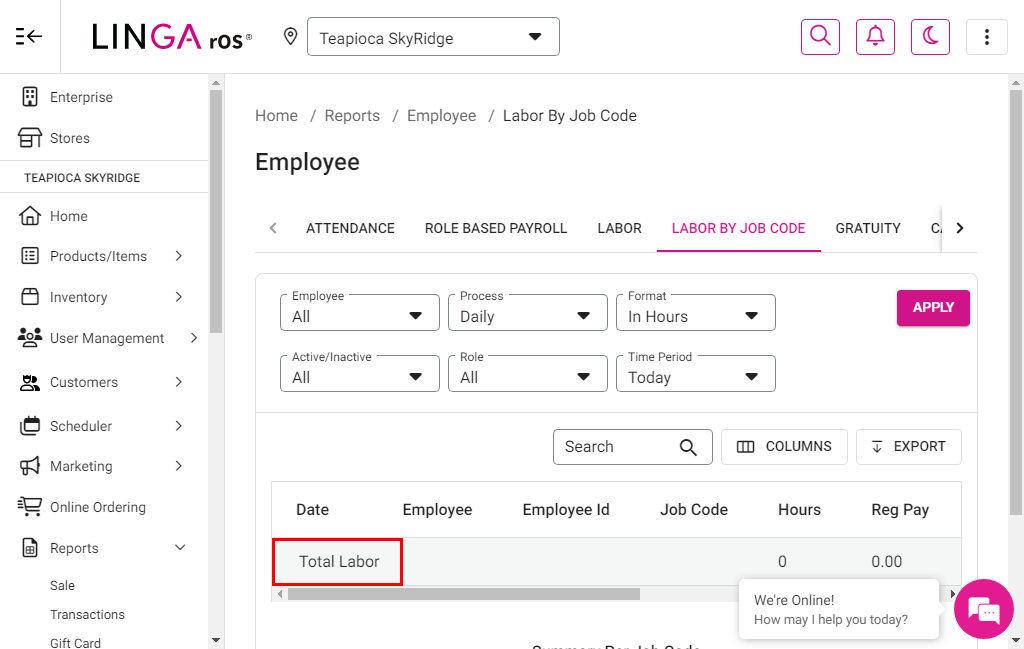 LINGA ros®
Teapioca SkyRidge
Enterprise
Stores
TEAPIOCA SKYRIDGE
Home
Products/Items
Inventory
User Management
Customers
Scheduler
Marketing
Online Ordering
Reports
Sale
Transactions
Gift Card
Home / Reports / Employee / Labor By Job Code
Employee
ATTENDANCE ROLE BASED PAYROLL LABOR LABOR BY JOB CODE GRATUITY
Employee Process Format
All Daily In Hours
APPLY
Active/Inactive Role Time Period
All All Today
Search COLUMNS EXPORT
Date Employee Employee Id Job Code Hours Reg Pay
Total Labor 0 0.00
We're Online!
How may I help you today?
Summary Per Job Code